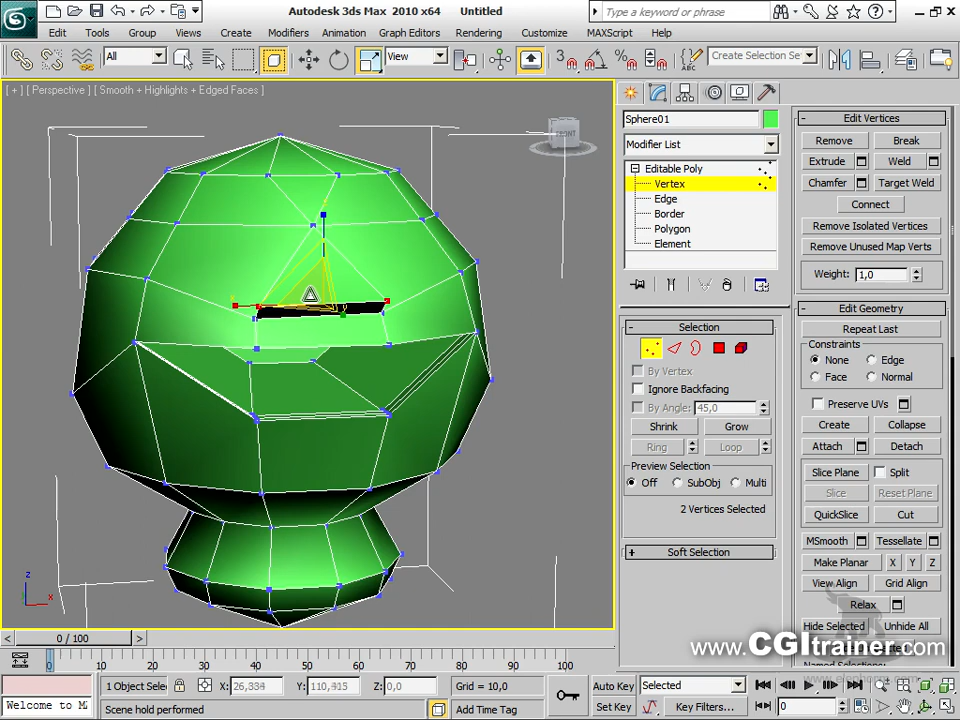 Autodesk 3ds Max 2010 x64 Untitled
Type a keyword or phrase
Edit Tools Group Views Create Modifiers Animation Graph Editors Rendering Customize MAXScript Help
All
View
3
ABC
Create Selection Se
[ + ] [ Perspective ] [ Smooth + Highlights + Edged Faces ]
FRONT
Sphere01
Modifier List
Editable Poly
Vertex
Edge
Border
Polygon
Element
Selection
By Vertex
Ignore Backfacing
By Angle: 45,0
Shrink Grow
Ring Loop
Preview Selection
Off SubObj Multi
2 Vertices Selected
Soft Selection
Edit Vertices
Remove Break
Extrude Weld
Chamfer Target Weld
Connect
Remove Isolated Vertices
Remove Unused Map Verts
Weight: 1,0
Edit Geometry
Repeat Last
Constraints
None Edge
Face Normal
Preserve UVs
Create Collapse
Attach Detach
Slice Plane Split
Slice Reset Plane
QuickSlice Cut
MSmooth Tessellate
Make Planar X Y Z
View Align Grid Align
Relax
Hide Selected Unhide All
www.CGItrainer.com
z
x
0 / 100
0 10 20 30 40 50 60 70 80 90 100
1 Object Selec X: 26,334 Y: 110,415 Z: 0,0 Grid = 10,0
Auto Key Selected
Welcome to M
Scene hold performed
Add Time Tag
Set Key Key Filters... 0